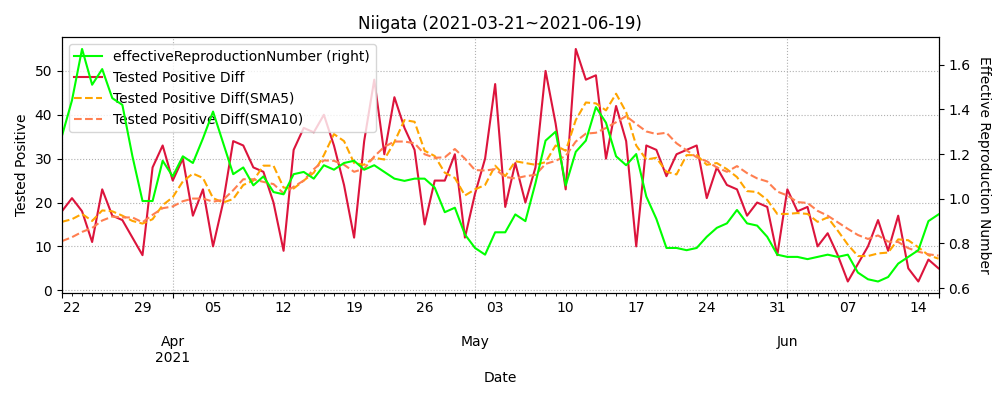 Niigata (2021-03-21~2021-06-19)
effectiveReproductionNumber (right)
Tested Positive Diff
Tested Positive Diff(SMA5)
Tested Positive Diff(SMA10)
Tested Positive
50
40
30
20
10
0
1.6
1.4
1.2
1.0
0.8
0.6
Effective Reproduction Number
22 29 05 12 19 26 03 10 17 24 31 07 14
Apr May Jun
2021
Date